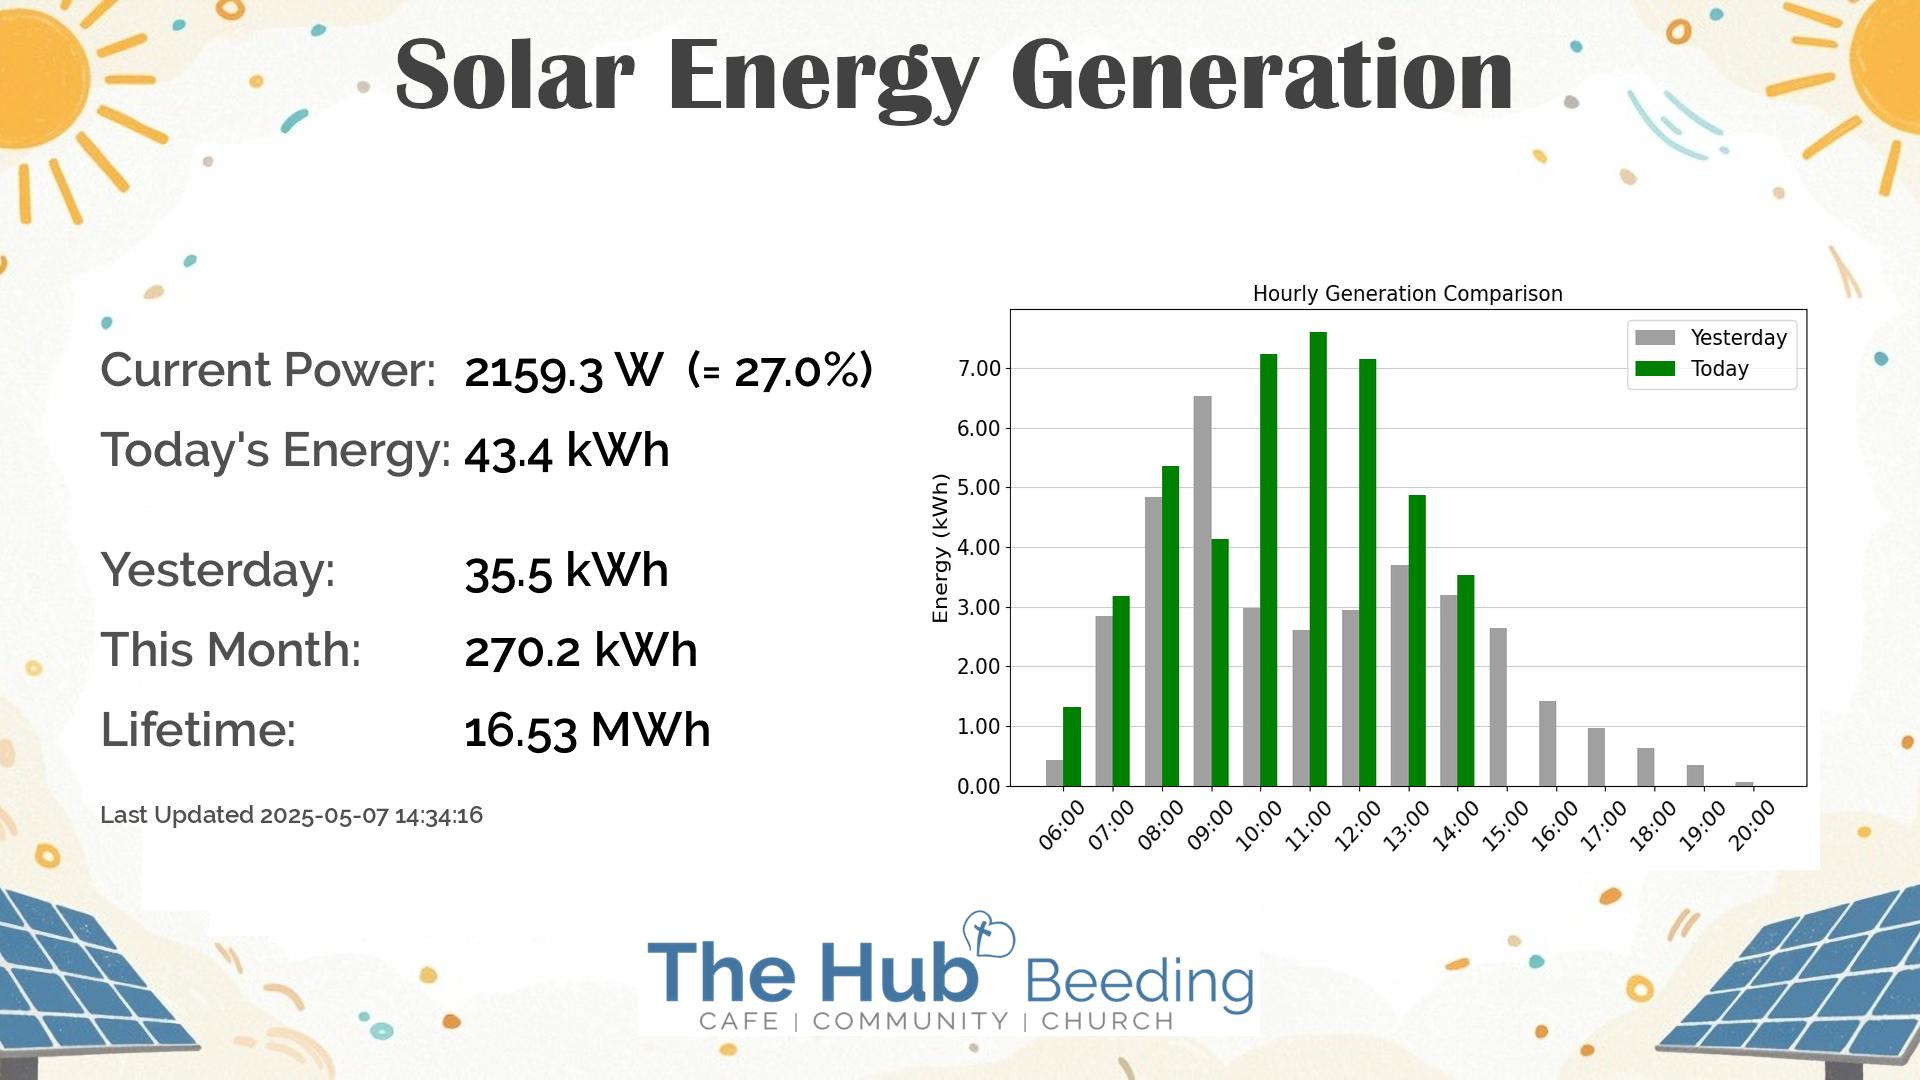 Solar Energy Generation
Current Power: 2159.3 W (= 27.0%)
Today's Energy: 43.4 kWh
Yesterday: 35.5 kWh
This Month: 270.2 kWh
Lifetime: 16.53 MWh
Last Updated 2025-05-07 14:34:16
Hourly Generation Comparison
Yesterday
Today
Energy (kWh)
7.00
6.00
5.00
4.00
3.00
2.00
1.00
0.00
06:00 07:00 08:00 09:00 10:00 11:00 12:00 13:00 14:00 15:00 16:00 17:00 18:00 19:00 20:00
The Hub Beeding
CAFE | COMMUNITY | CHURCH